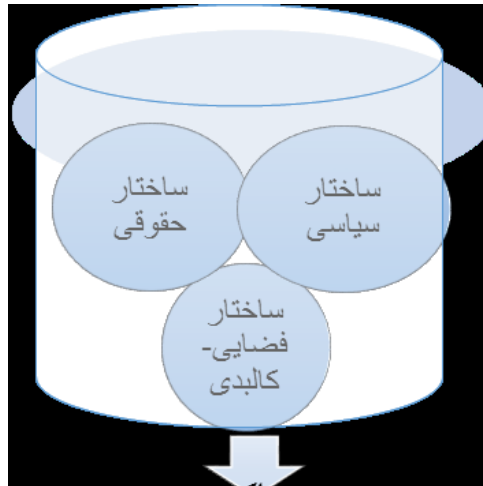 ساختار
سیاسی
ساختار
حقوقی
ساختار
فضایی-
کالبدی